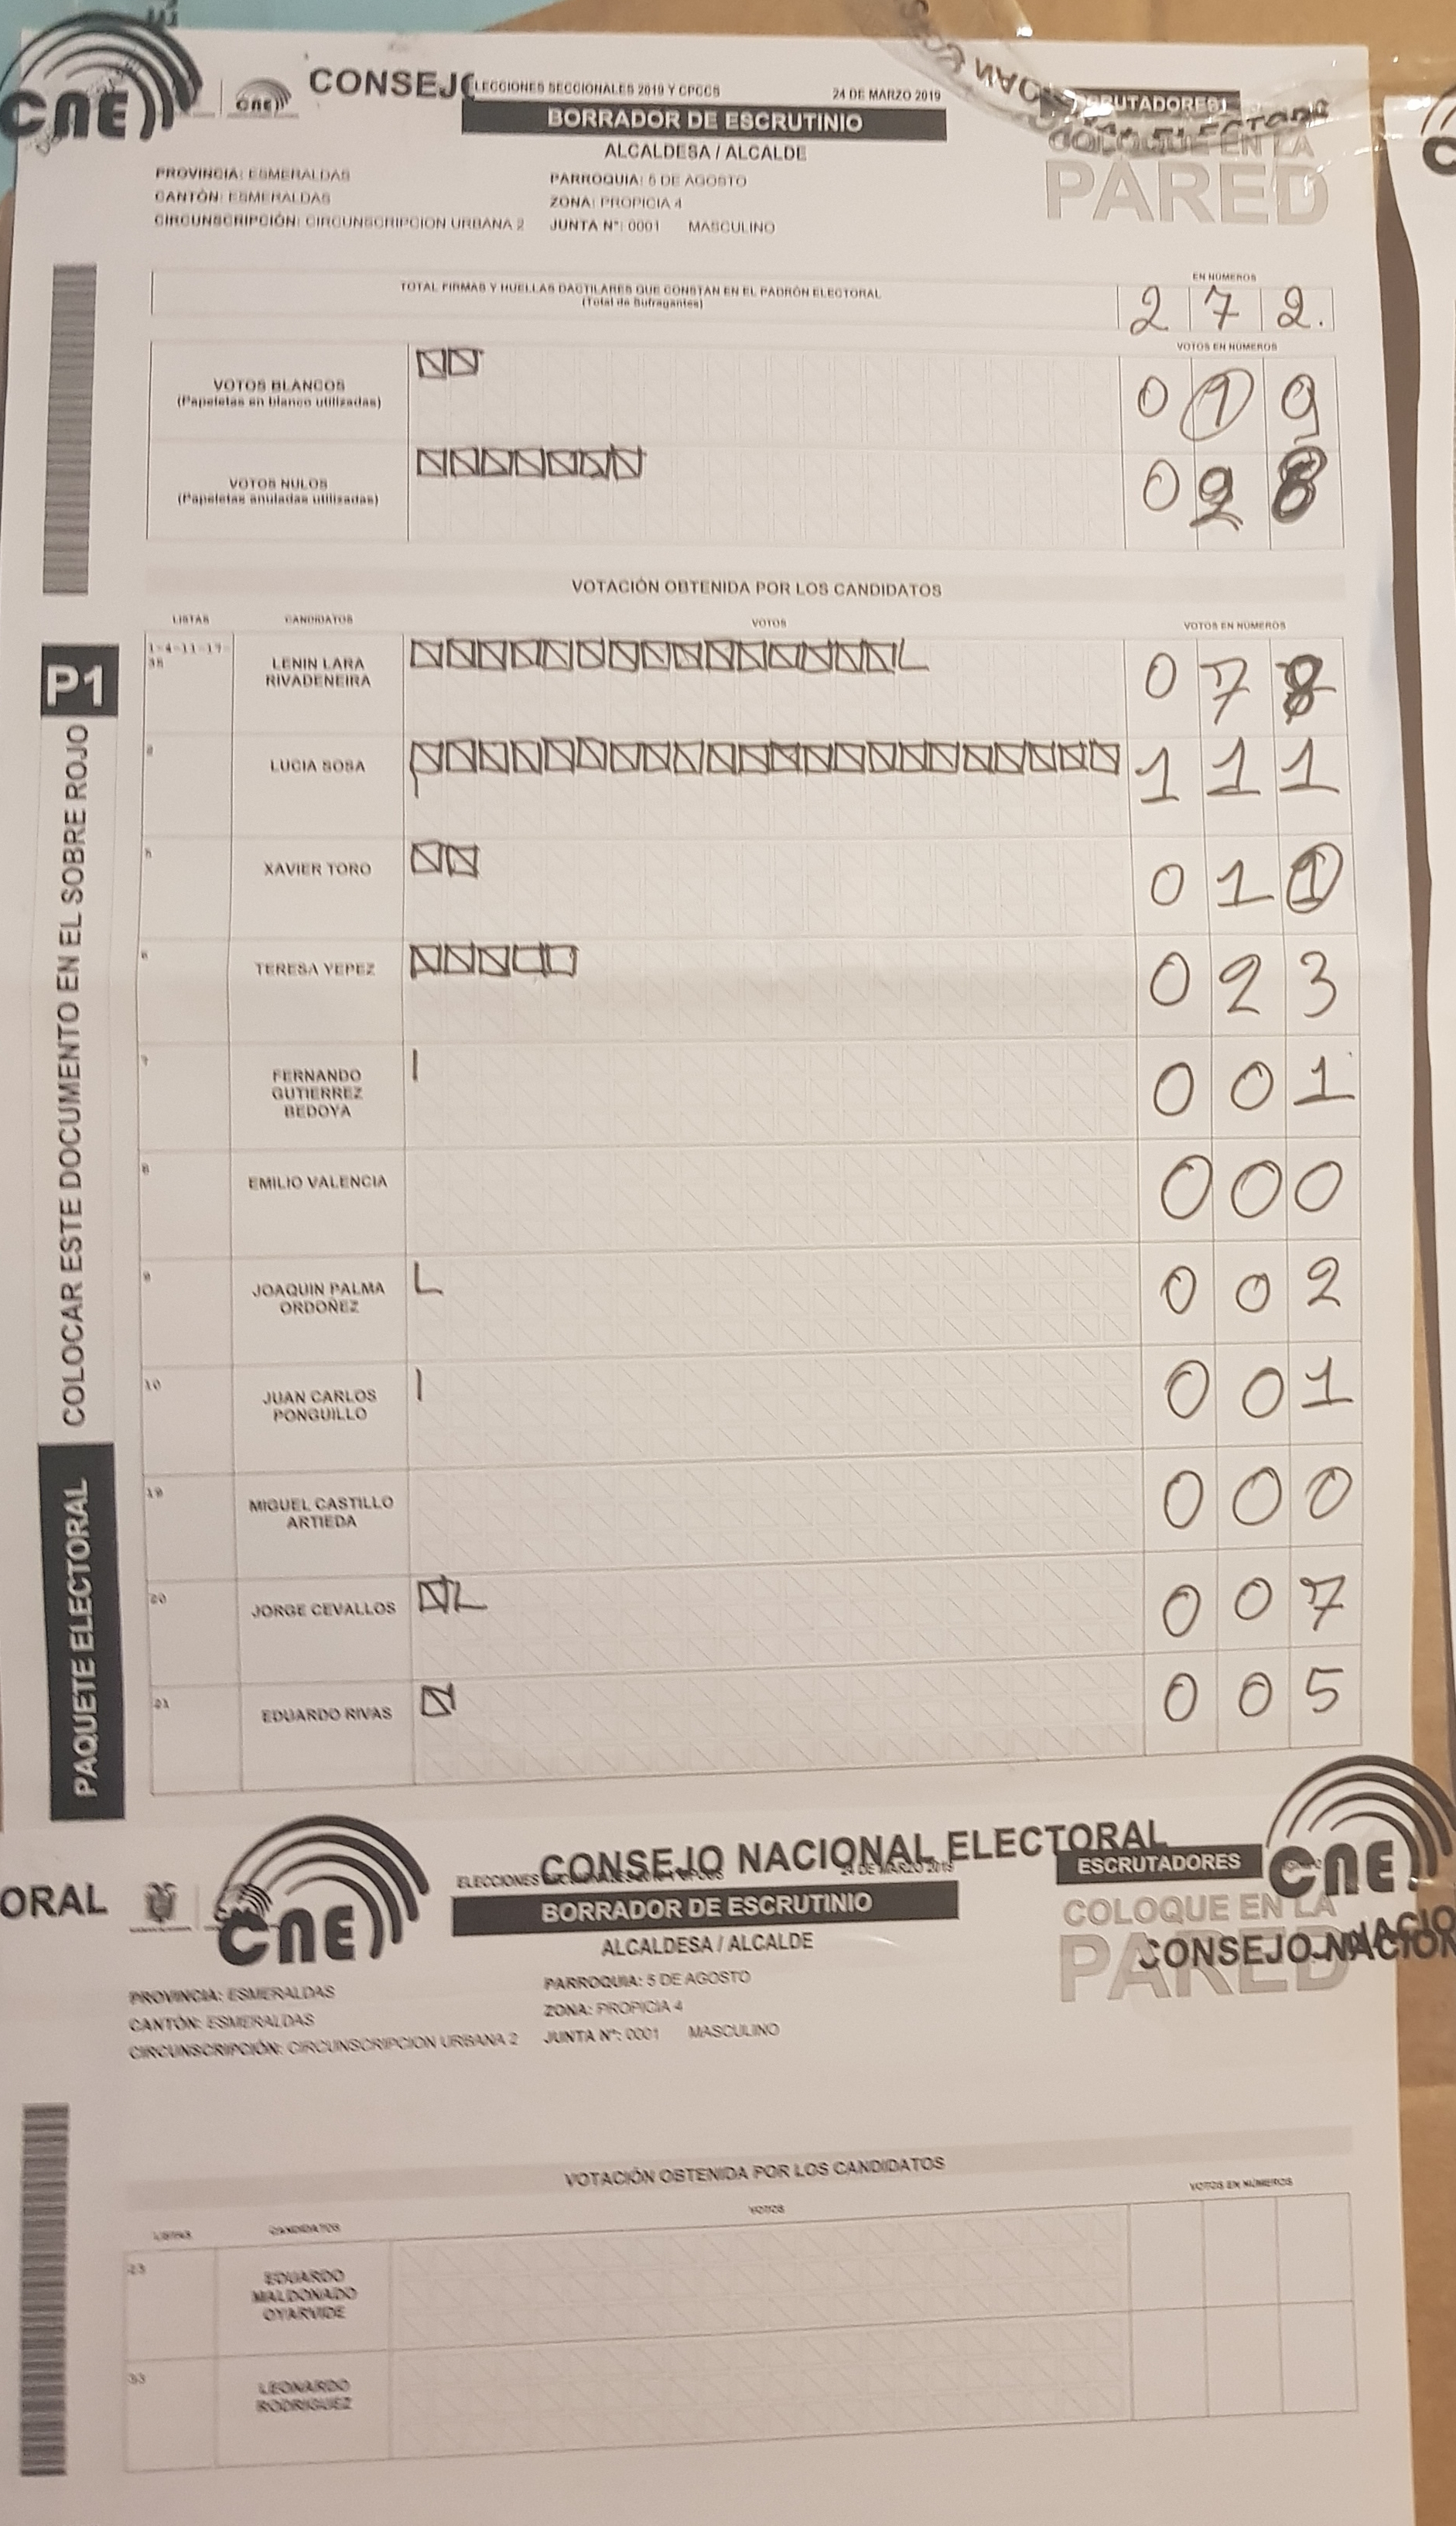 CNE
CNE
CONSEJO
ELECCIONES SECCIONALES 2019 Y CPCCS
24 DE MARZO 2019
BORRADOR DE ESCRUTINIO
ALCALDESA / ALCALDE
COLOQUE EN LA
PARED
PROVINCIA: ESMERALDAS
CANTÓN: ESMERALDAS
CIRCUNSCRIPCIÓN: CIRCUNSCRIPCION URBANA 2
PARROQUIA: 5 DE AGOSTO
ZONA: PROPICIA 4
JUNTA N°: 0001 MASCULINO
TOTAL FIRMAS Y HUELLAS DACTILARES QUE CONSTAN EN EL PADRÓN ELECTORAL
(Total de Sufragantes)
EN NÚMEROS
2 7 2.
VOTOS EN NÚMEROS
VOTOS BLANCOS
(Papeletas en blanco utilizadas)
0 1 9
VOTOS NULOS
(Papeletas anuladas utilizadas)
0 2 8
VOTACIÓN OBTENIDA POR LOS CANDIDATOS
LISTAS CANDIDATOS VOTOS VOTOS EN NÚMEROS
1-4-11-17-
35
LENIN LARA
RIVADENEIRA
0 7
LUCIA SOSA
1 1 1
5
XAVIER TORO
0 1 1
6
TERESA YEPEZ
0 2 3
7
FERNANDO
GUTIERREZ
BEDOYA
0 0 1
8
EMILIO VALENCIA
0 0 0
9
JOAQUIN PALMA
ORDOÑEZ
0 0 2
10
JUAN CARLOS
PONGUILLO
0 0 1
19
MIGUEL CASTILLO
ARTIEDA
0 0 0
20
JORGE CEVALLOS
0 0 7
21
EDUARDO RIVAS
0 0 5
P1
COLOCAR ESTE DOCUMENTO EN EL SOBRE ROJO
PAQUETE ELECTORAL
ORAL
CNE
CONSEJO NACIONAL ELECTORAL
CNE
ELECCIONES
24 DE MARZO 2019
BORRADOR DE ESCRUTINIO
ALCALDESA / ALCALDE
ESCRUTADORES
COLOQUE EN LA
PARED
CONSEJO NACION
PROVINCIA: ESMERALDAS
CANTÓN: ESMERALDAS
CIRCUNSCRIPCIÓN: CIRCUNSCRIPCION URBANA 2
PARROQUIA: 5 DE AGOSTO
ZONA: PROPICIA 4
JUNTA N°: 0001 MASCULINO
VOTACIÓN OBTENIDA POR LOS CANDIDATOS
LISTAS CANDIDATOS VOTOS VOTOS EN NÚMEROS
23
EDUARDO
MALDONADO
OYARVIDE
33
LEONARDO
RODRIGUEZ